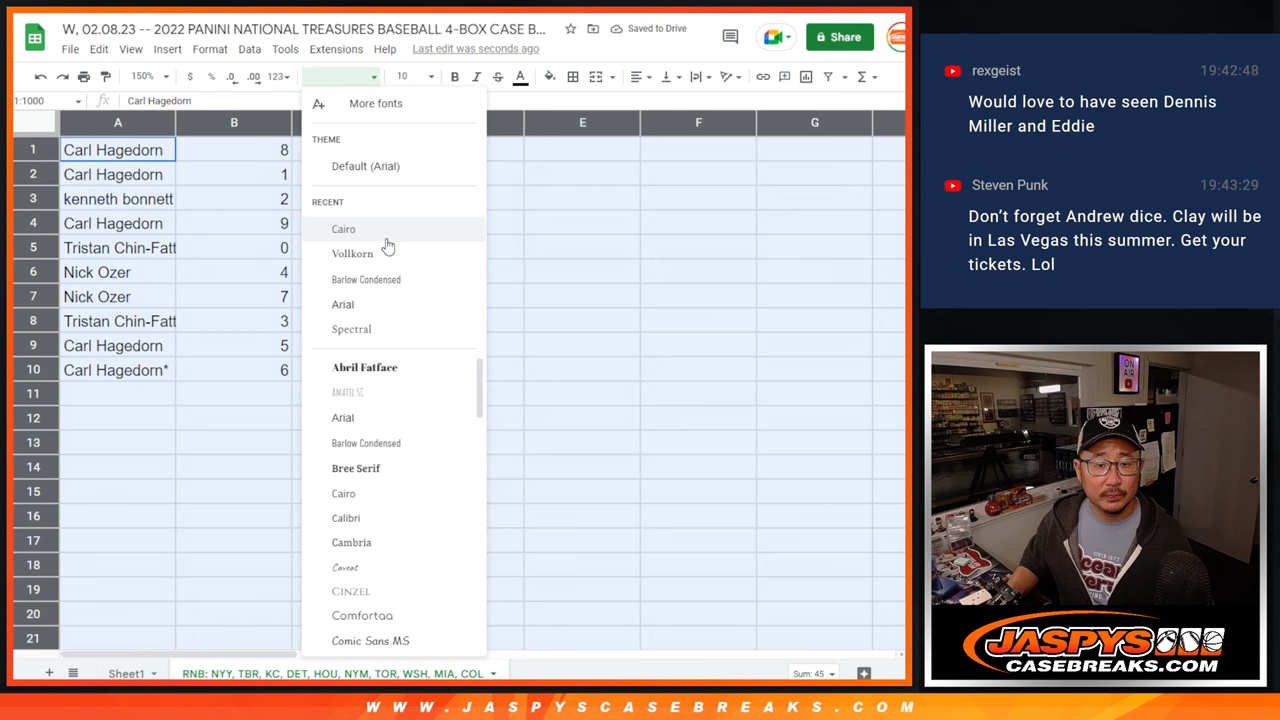 W, 02.08.23 -- 2022 PANINI NATIONAL TREASURES BASEBALL 4-BOX CASE B...
Saved to Drive
Share
File Edit View Insert Format Data Tools Extensions Help Last edit was seconds ago
150% $ % .0 .00 123 10 B I S A
1:1000 fx Carl Hagedorn
A B E F G
1 Carl Hagedorn 8
2 Carl Hagedorn 1
3 kenneth bonnett 2
4 Carl Hagedorn 9
5 Tristan Chin-Fatt 0
6 Nick Ozer 4
7 Nick Ozer 7
8 Tristan Chin-Fatt 3
9 Carl Hagedorn 5
10 Carl Hagedorn* 6
11
12
13
14
15
16
17
18
19
20
21
More fonts
THEME
Default (Arial)
RECENT
Cairo
Vollkorn
Barlow Condensed
Arial
Spectral
Abril Fatface
AMATIC SC
Arial
Barlow Condensed
Bree Serif
Cairo
Calibri
Cambria
Caveat
CINZEL
Comfortaa
Comic Sans MS
Sheet1
RNB: NYY, TBR, KC, DET, HOU, NYM, TOR, WSH, MIA, COL
Sum: 45
rexgeist 19:42:48
Would love to have seen Dennis
Miller and Eddie
Steven Punk 19:43:29
Don't forget Andrew dice. Clay will be
in Las Vegas this summer. Get your
tickets. Lol
ON
AIR
JASPYS
CASEBREAKS.COM
WWW.JASPYSCASEBREAKS.COM